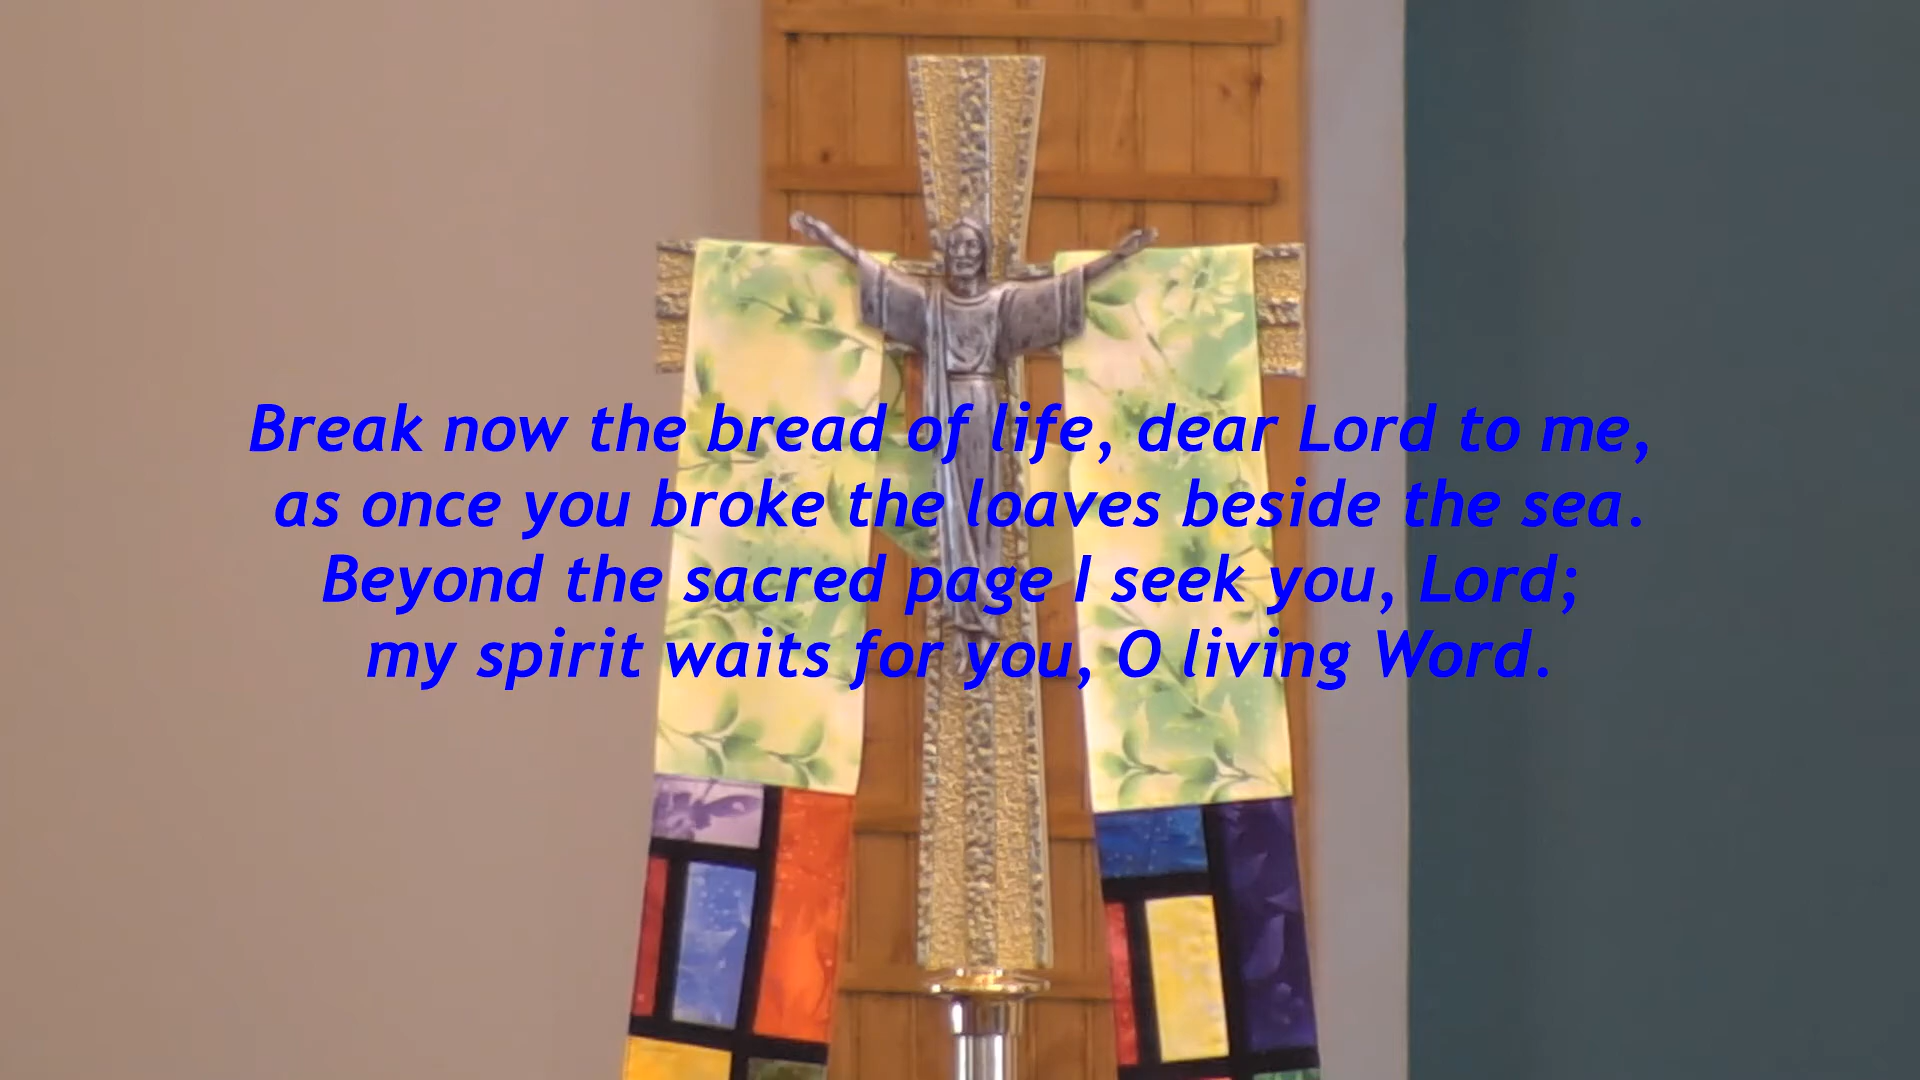 Break now the bread of life, dear Lord to me,
as once you broke the loaves beside the sea.
Beyond the sacred page I seek you, Lord;
my spirit waits for you, O living Word.